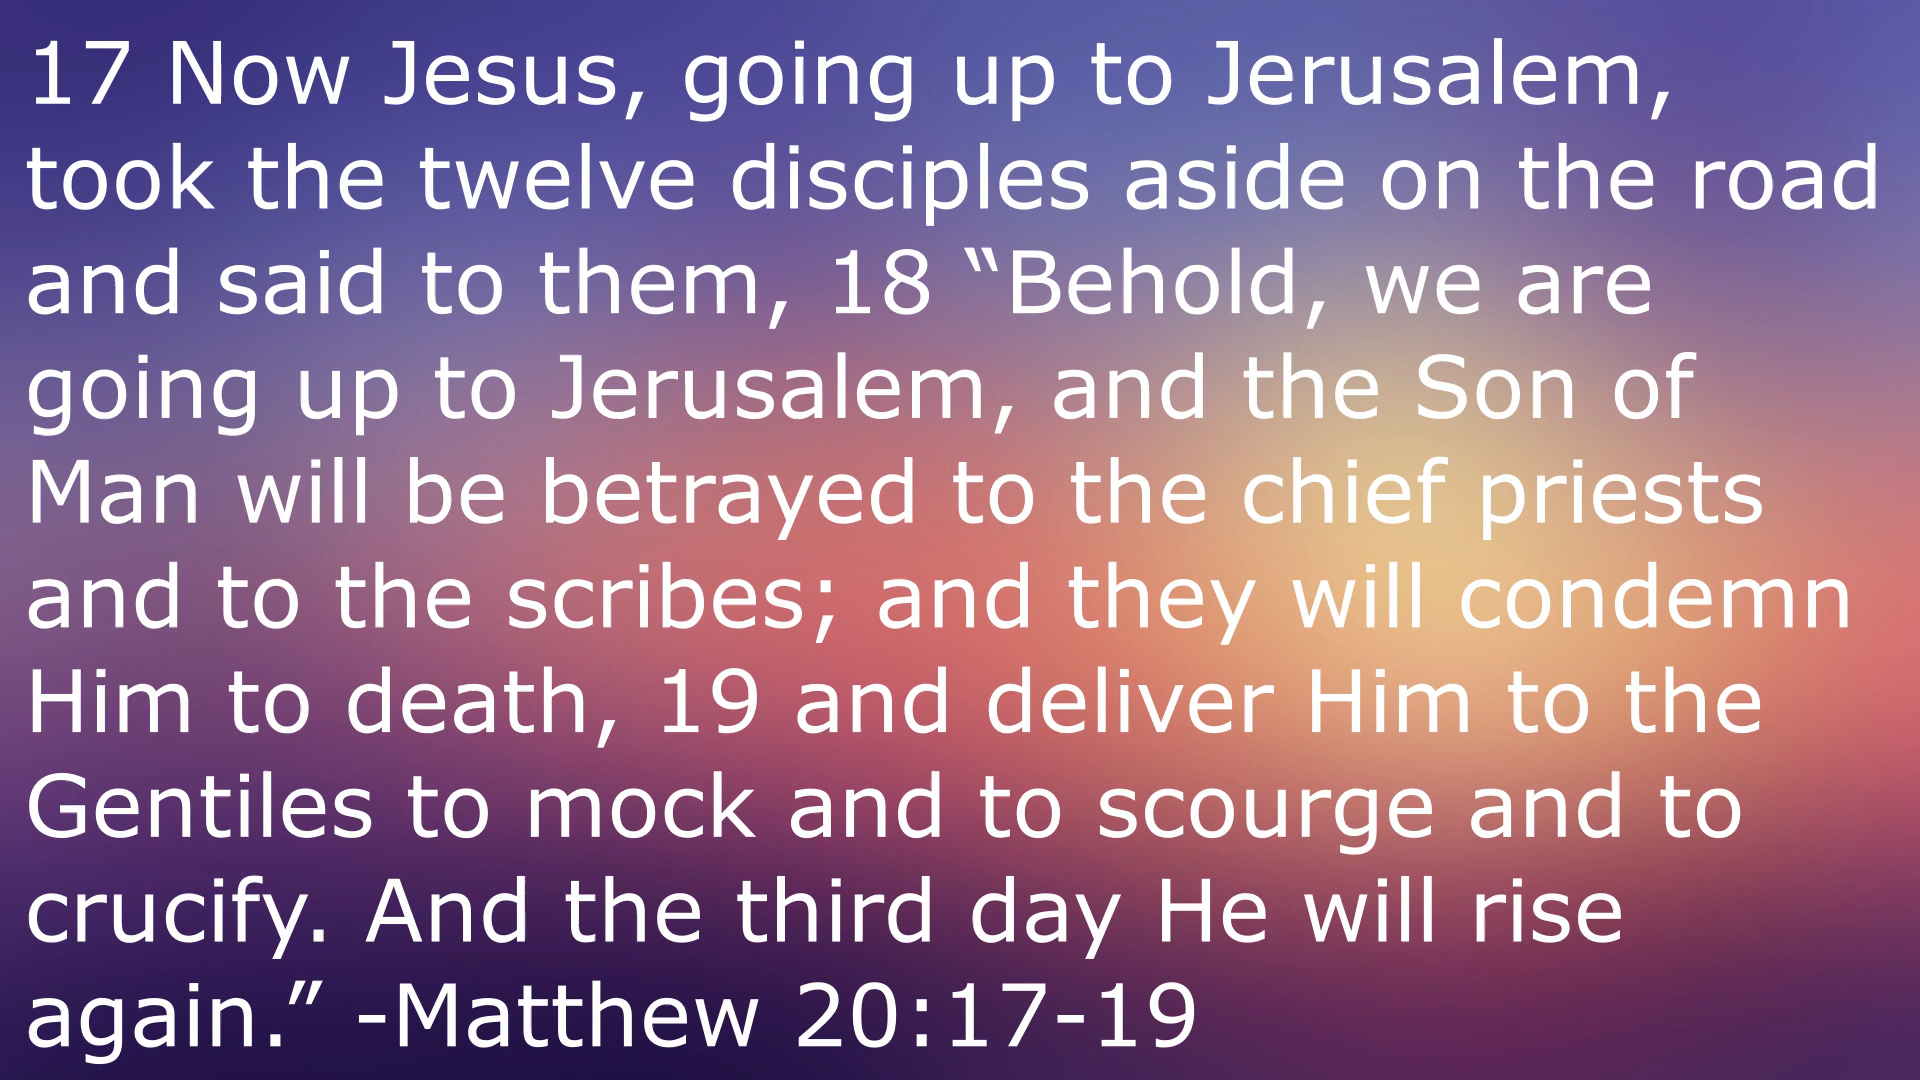 17 Now Jesus, going up to Jerusalem,
took the twelve disciples aside on the road
and said to them, 18 “Behold, we are
going up to Jerusalem, and the Son of
Man will be betrayed to the chief priests
and to the scribes; and they will condemn
Him to death, 19 and deliver Him to the
Gentiles to mock and to scourge and to
crucify. And the third day He will rise
again.” -Matthew 20:17-19